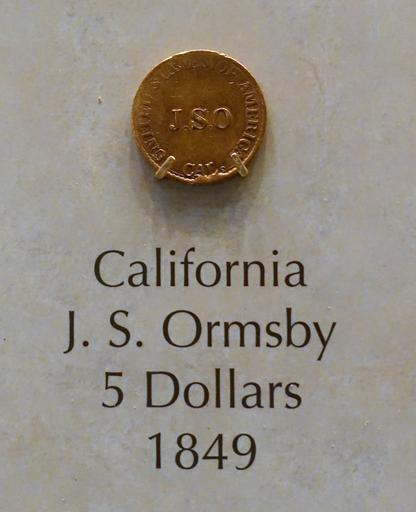 UNITED STATES OF AMERICA
J.S.O
CAL.
California
J. S. Ormsby
5 Dollars
1849